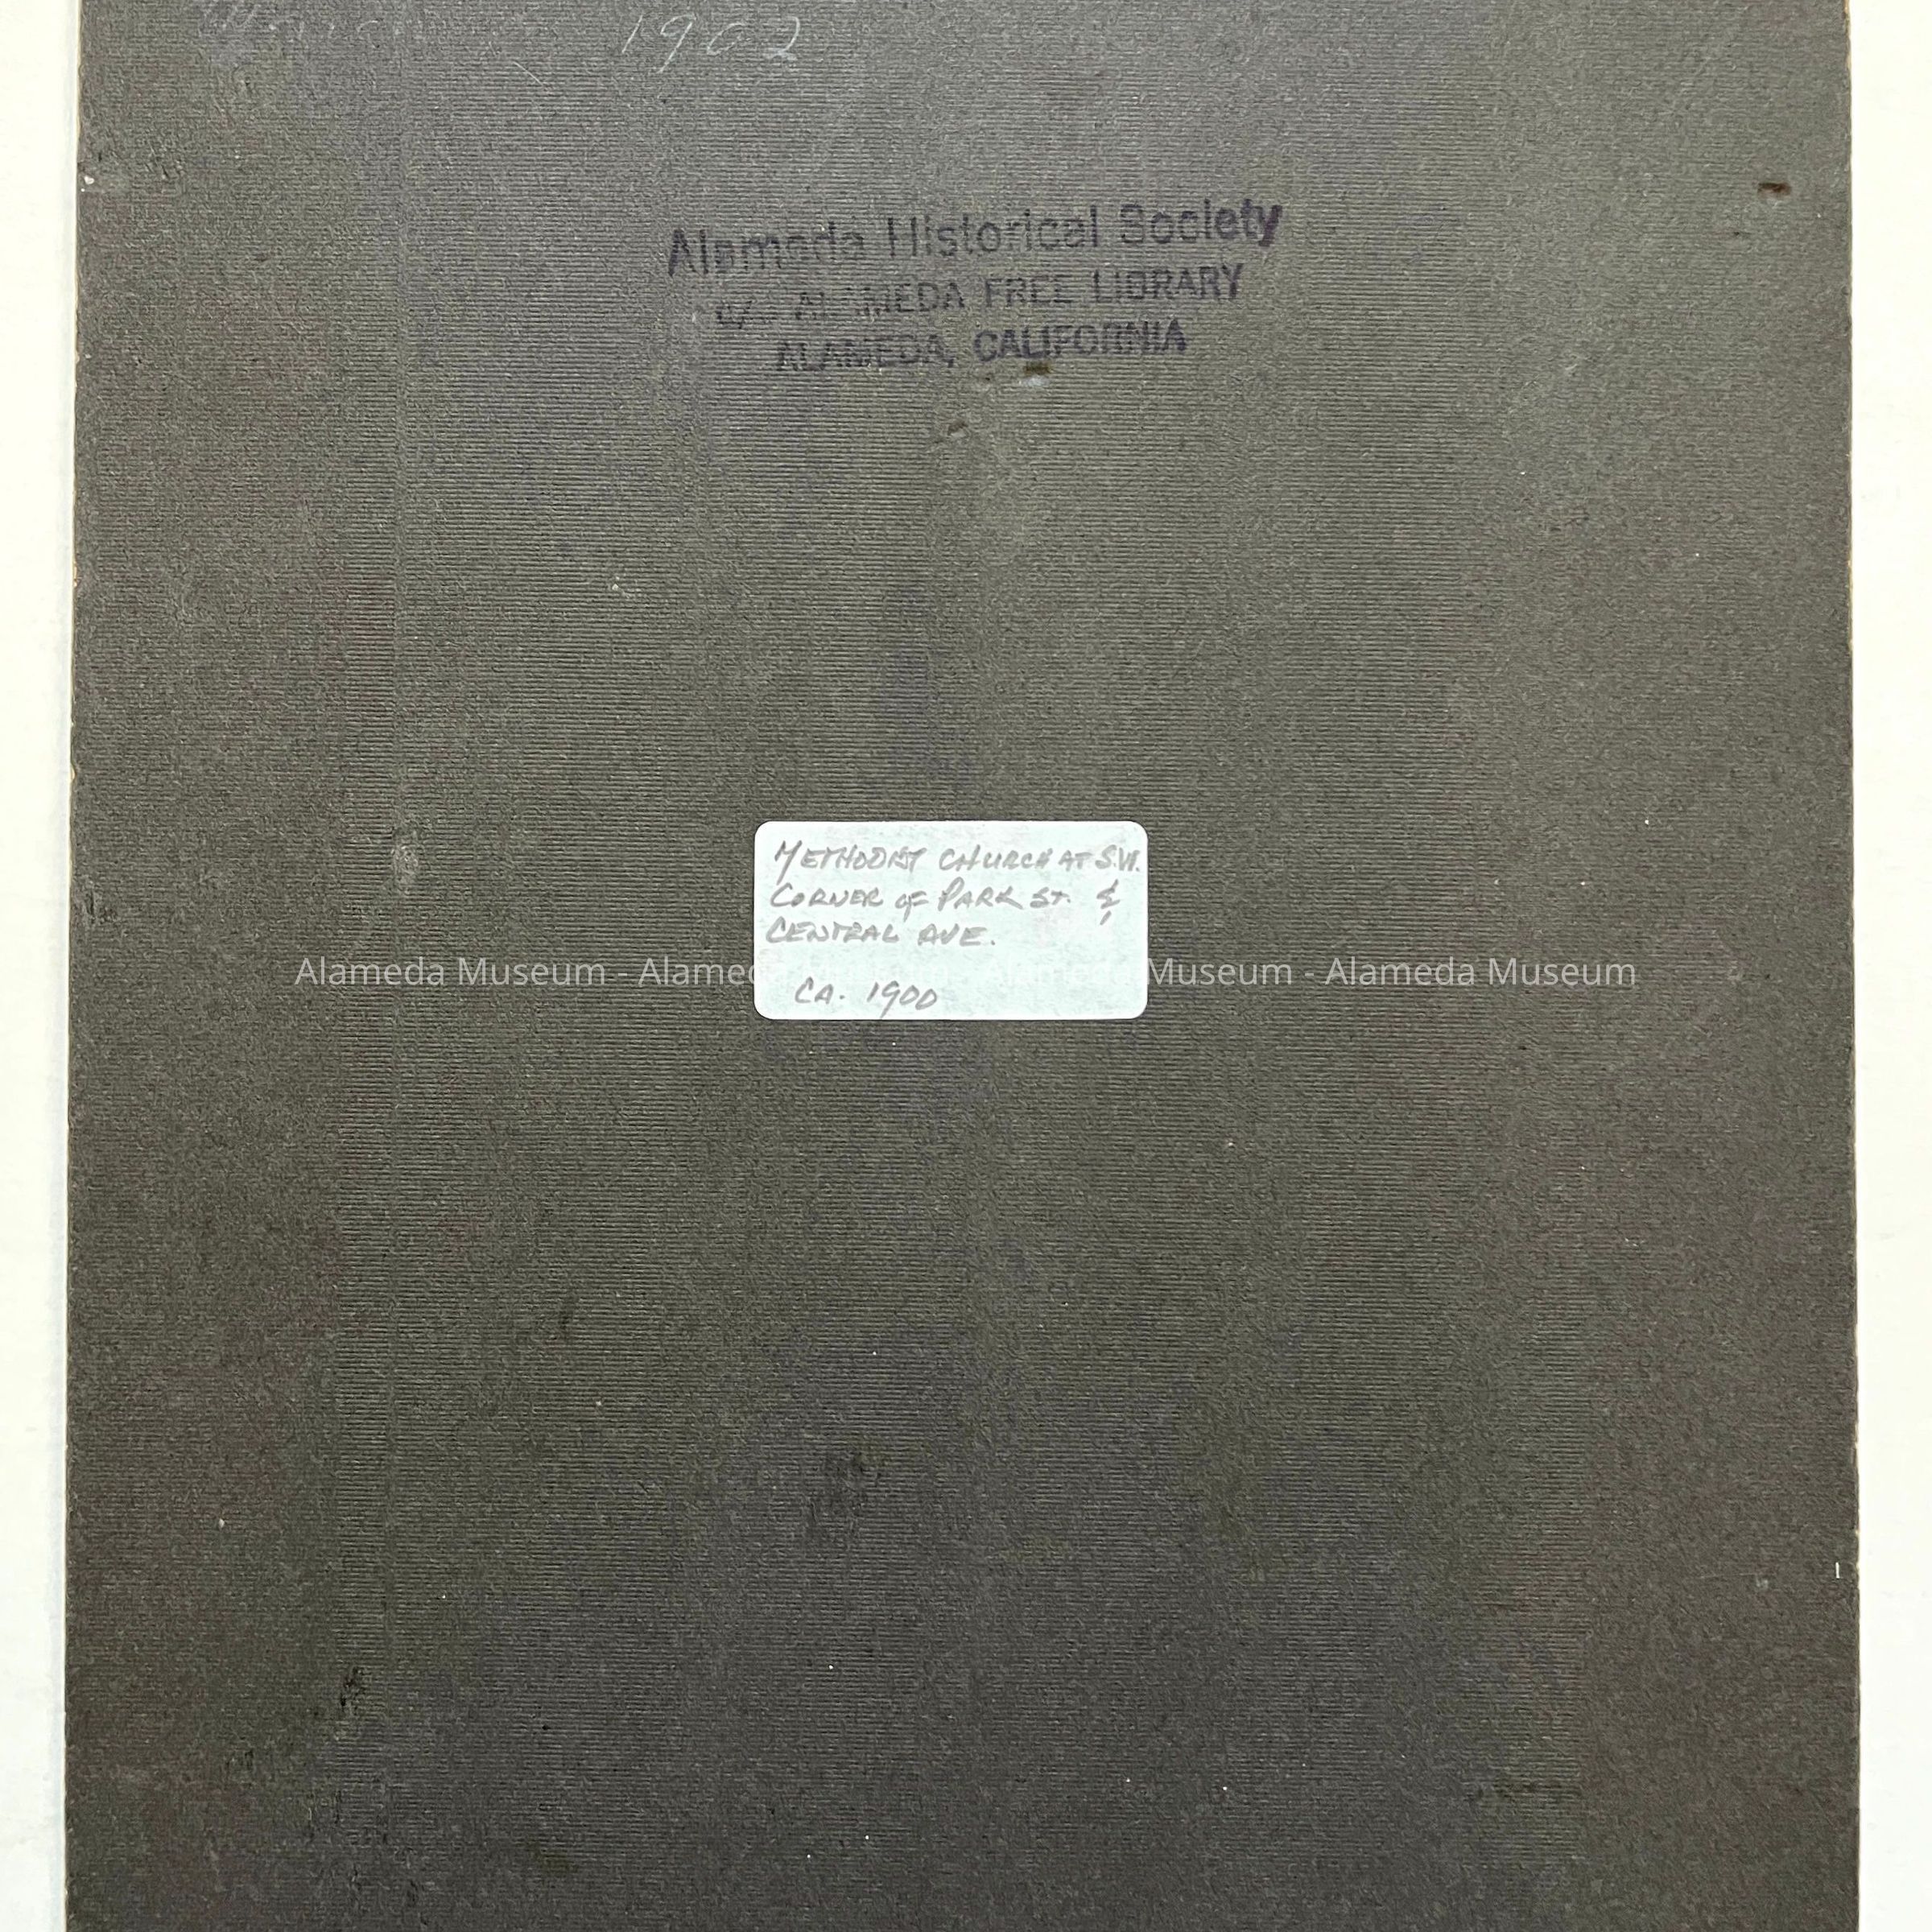 1902
Alameda Historical Society
c/o ALAMEDA FREE LIBRARY
ALAMEDA, CALIFORNIA
METHODIST CHURCH AT S.W.
CORNER OF PARK ST. &
CENTRAL AVE.
Alameda Museum - Alameda Museum - Alameda Museum - Alameda Museum
CA. 1900